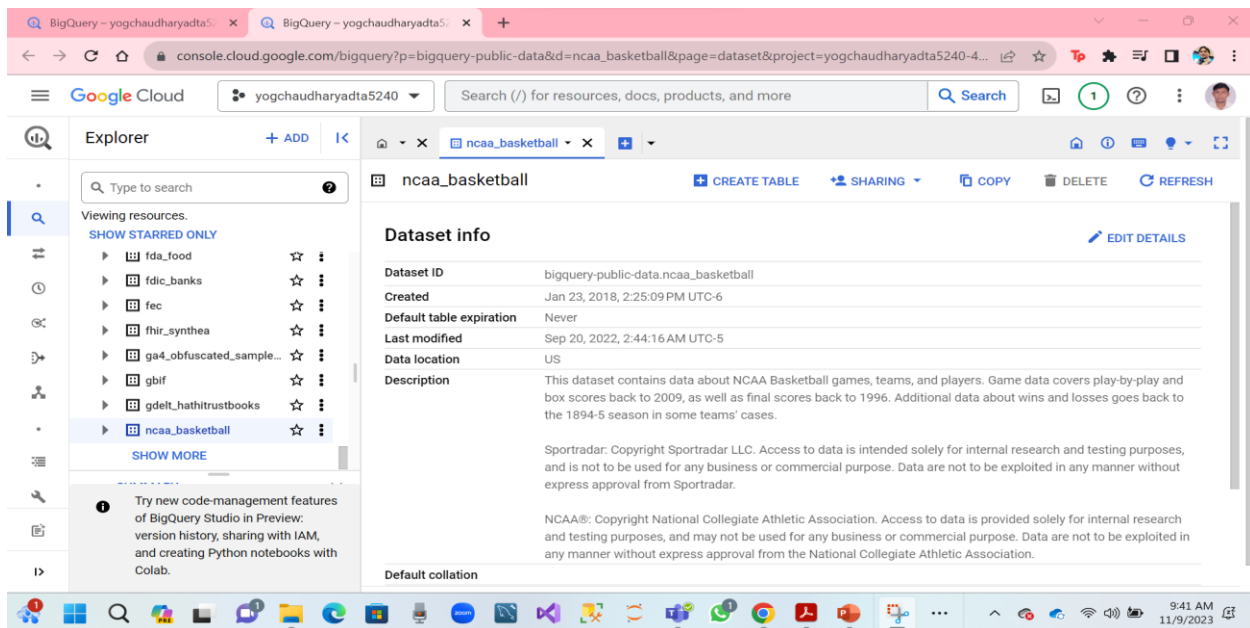 BigQuery – yogchaudharyadta52
BigQuery – yogchaudharyadta52
console.cloud.google.com/bigquery?p=bigquery-public-data&d=ncaa_basketball&page=dataset&project=yogchaudharyadta5240-4...
Tp
Google Cloud
yogchaudharyadta5240
Search (/) for resources, docs, products, and more
Search
1
Explorer
+ ADD
ncaa_basketball
Type to search
ncaa_basketball
CREATE TABLE
SHARING
COPY
DELETE
REFRESH
Viewing resources.
SHOW STARRED ONLY
fda_food
fdic_banks
fec
fhir_synthea
ga4_obfuscated_sample...
gbif
gdelt_hathitrustbooks
ncaa_basketball
SHOW MORE
Try new code-management features
of BigQuery Studio in Preview:
version history, sharing with IAM,
and creating Python notebooks with
Colab.
Dataset info
EDIT DETAILS
Dataset ID bigquery-public-data.ncaa_basketball
Created Jan 23, 2018, 2:25:09 PM UTC-6
Default table expiration Never
Last modified Sep 20, 2022, 2:44:16 AM UTC-5
Data location US
Description This dataset contains data about NCAA Basketball games, teams, and players. Game data covers play-by-play and
box scores back to 2009, as well as final scores back to 1996. Additional data about wins and losses goes back to
the 1894-5 season in some teams' cases.
Sportradar: Copyright Sportradar LLC. Access to data is intended solely for internal research and testing purposes,
and is not to be used for any business or commercial purpose. Data are not to be exploited in any manner without
express approval from Sportradar.
NCAA®: Copyright National Collegiate Athletic Association. Access to data is provided solely for internal research
and testing purposes, and may not be used for any business or commercial purpose. Data are not to be exploited in
any manner without express approval from the National Collegiate Athletic Association.
Default collation
PRE
zoom
9:41 AM
11/9/2023